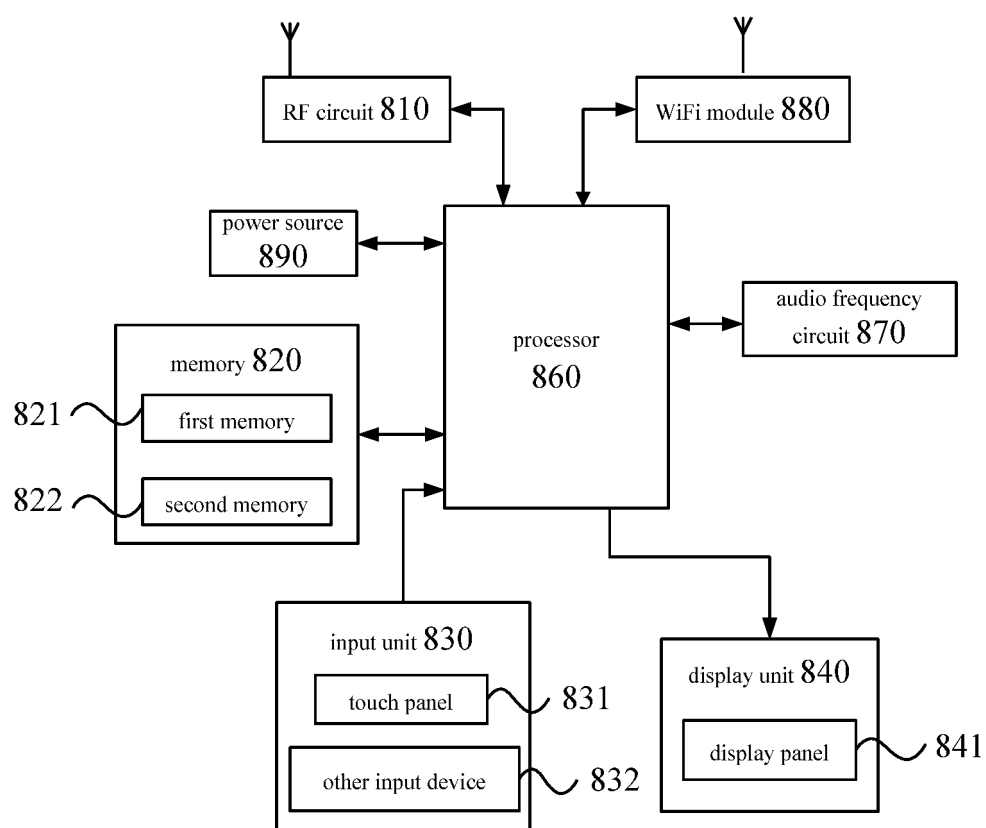 RF circuit 810
WiFi module 880
power source
890
audio frequency
circuit 870
processor
860
memory 820
821
first memory
822
second memory
input unit 830
touch panel
831
other input device
832
display unit 840
display panel
841